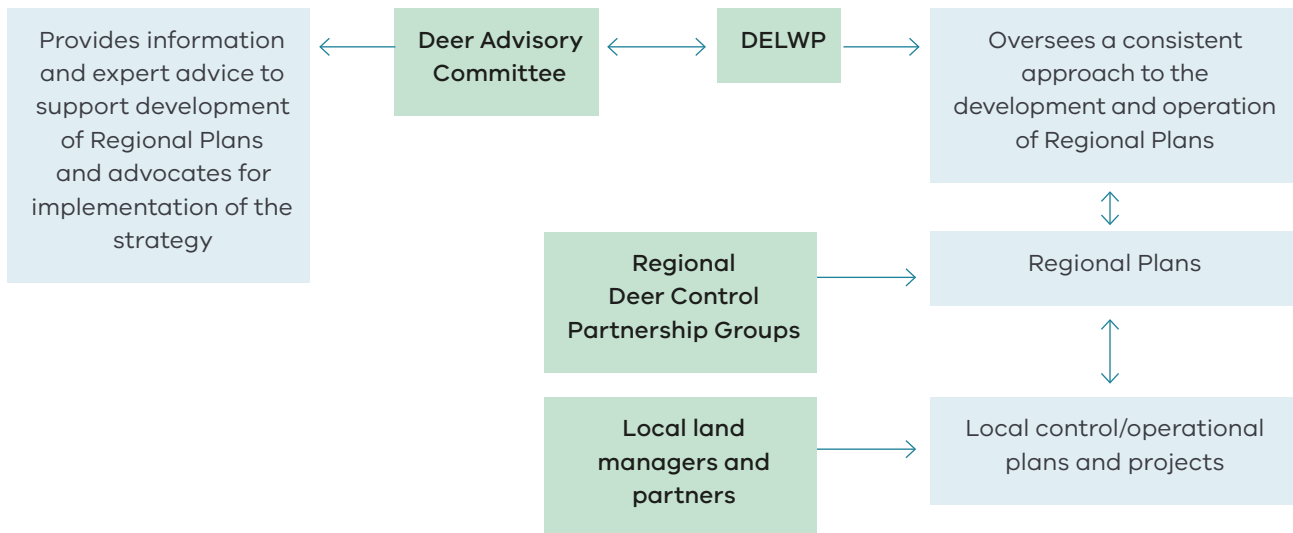 Provides information
and expert advice to
support development
of Regional Plans
and advocates for
implementation of the
strategy
Deer Advisory
Committee
DELWP
Oversees a consistent
approach to the
development and operation
of Regional Plans
Regional
Deer Control
Partnership Groups
Regional Plans
Local land
managers and
partners
Local control/operational
plans and projects